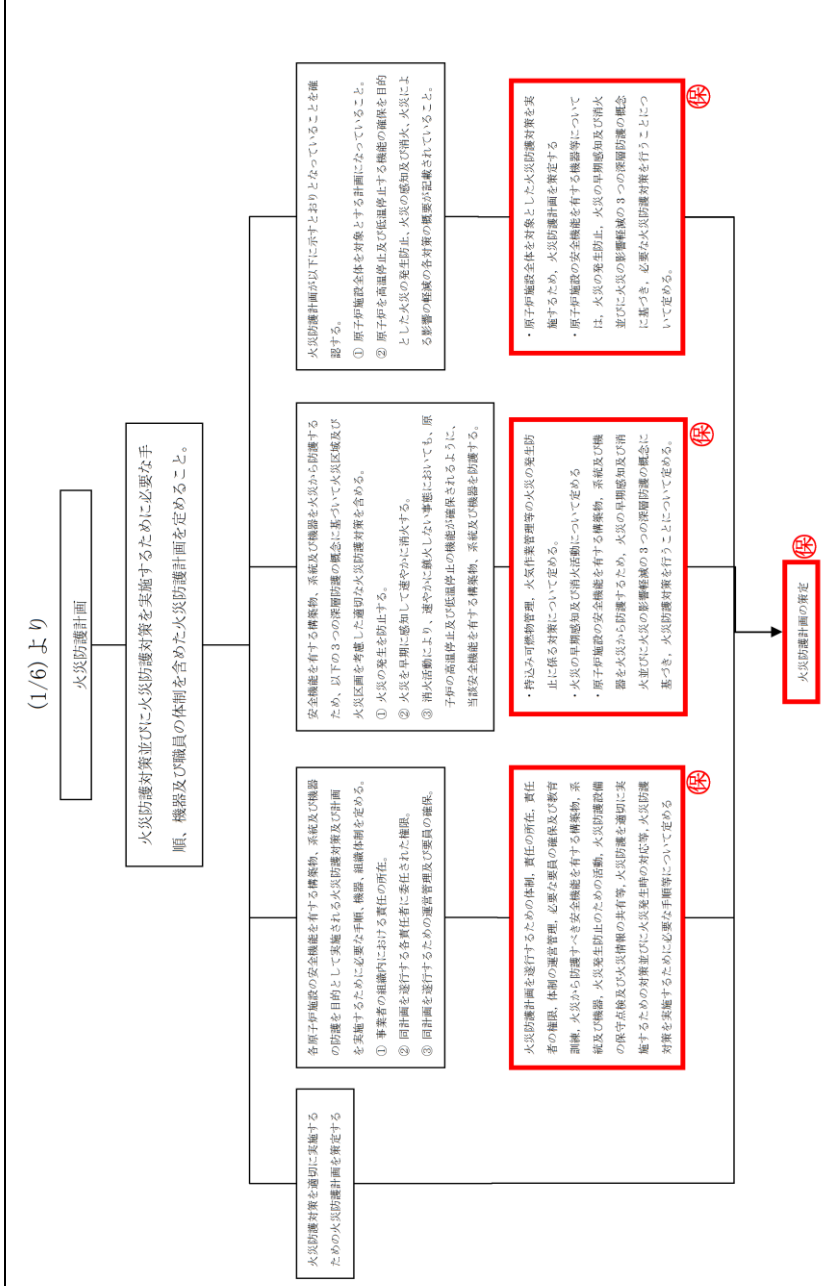 (1/6) より
火災防護計画
火災防護対策並びに火災防護対策を実施するために必要な手
順、機器及び職員の体制を含めた火災防護計画を定めること。
火災防護対策を適切に実施する
ための火災防護計画を策定する
各原子炉施設の安全機能を有する構築物、系統及び機器
の防護を目的として実施される火災防護対策及び計画
を実施するために必要な手順、機器、組織体制を定める。
① 事業者の組織内における責任の所在。
② 同計画を遂行する各責任者に委任された権限。
③ 同計画を遂行するための運営管理及び要員の確保。
火災防護計画を遂行するための体制，責任の所在，責任
者の権限，体制の運営管理，必要な要員の確保及び教育
訓練，火災から防護すべき安全機能を有する構築物，系
統及び機器，火災発生防止のための活動，火災防護設備
の保守点検及び火災情報の共有等，火災防護を適切に実
施するための対策並びに火災発生時の対応等，火災防護
対策を実施するために必要な手順等について定める
保
安全機能を有する構築物、系統及び機器を火災から防護する
ため、以下の３つの深層防護の概念に基づいて火災区域及び
火災区画を考慮した適切な火災防護対策を含める。
① 火災の発生を防止する。
② 火災を早期に感知して速やかに消火する。
③ 消火活動により、速やかに鎮火しない事態においても、原
子炉の高温停止及び低温停止の機能が確保されるように、
当該安全機能を有する構築物、系統及び機器を防護する。
・持込み可燃物管理，火気作業管理等の火災の発生防
止に係る対策について定める。
・火災の早期感知及び消火活動について定める
・原子炉施設の安全機能を有する構築物，系統及び機
器を火災から防護するため，火災の早期感知及び消
火並びに火災の影響軽減の３つの深層防護の概念に
基づき，火災防護対策を行うことについて定める。
保
火災防護計画が以下に示すとおりとなっていることを確
認する。
① 原子炉施設全体を対象とする計画になっていること。
② 原子炉を高温停止及び低温停止する機能の確保を目的
とした火災の発生防止、火災の感知及び消火、火災によ
る影響の軽減の各対策の概要が記載されていること。
・原子炉施設全体を対象とした火災防護対策を実
施するため，火災防護計画を策定する
・原子炉施設の安全機能を有する機器等について
は，火災の発生防止，火災の早期感知及び消火
並びに火災の影響軽減の３つの深層防護の概念
に基づき，必要な火災防護対策を行うことにつ
いて定める。
保
火災防護計画の策定
保